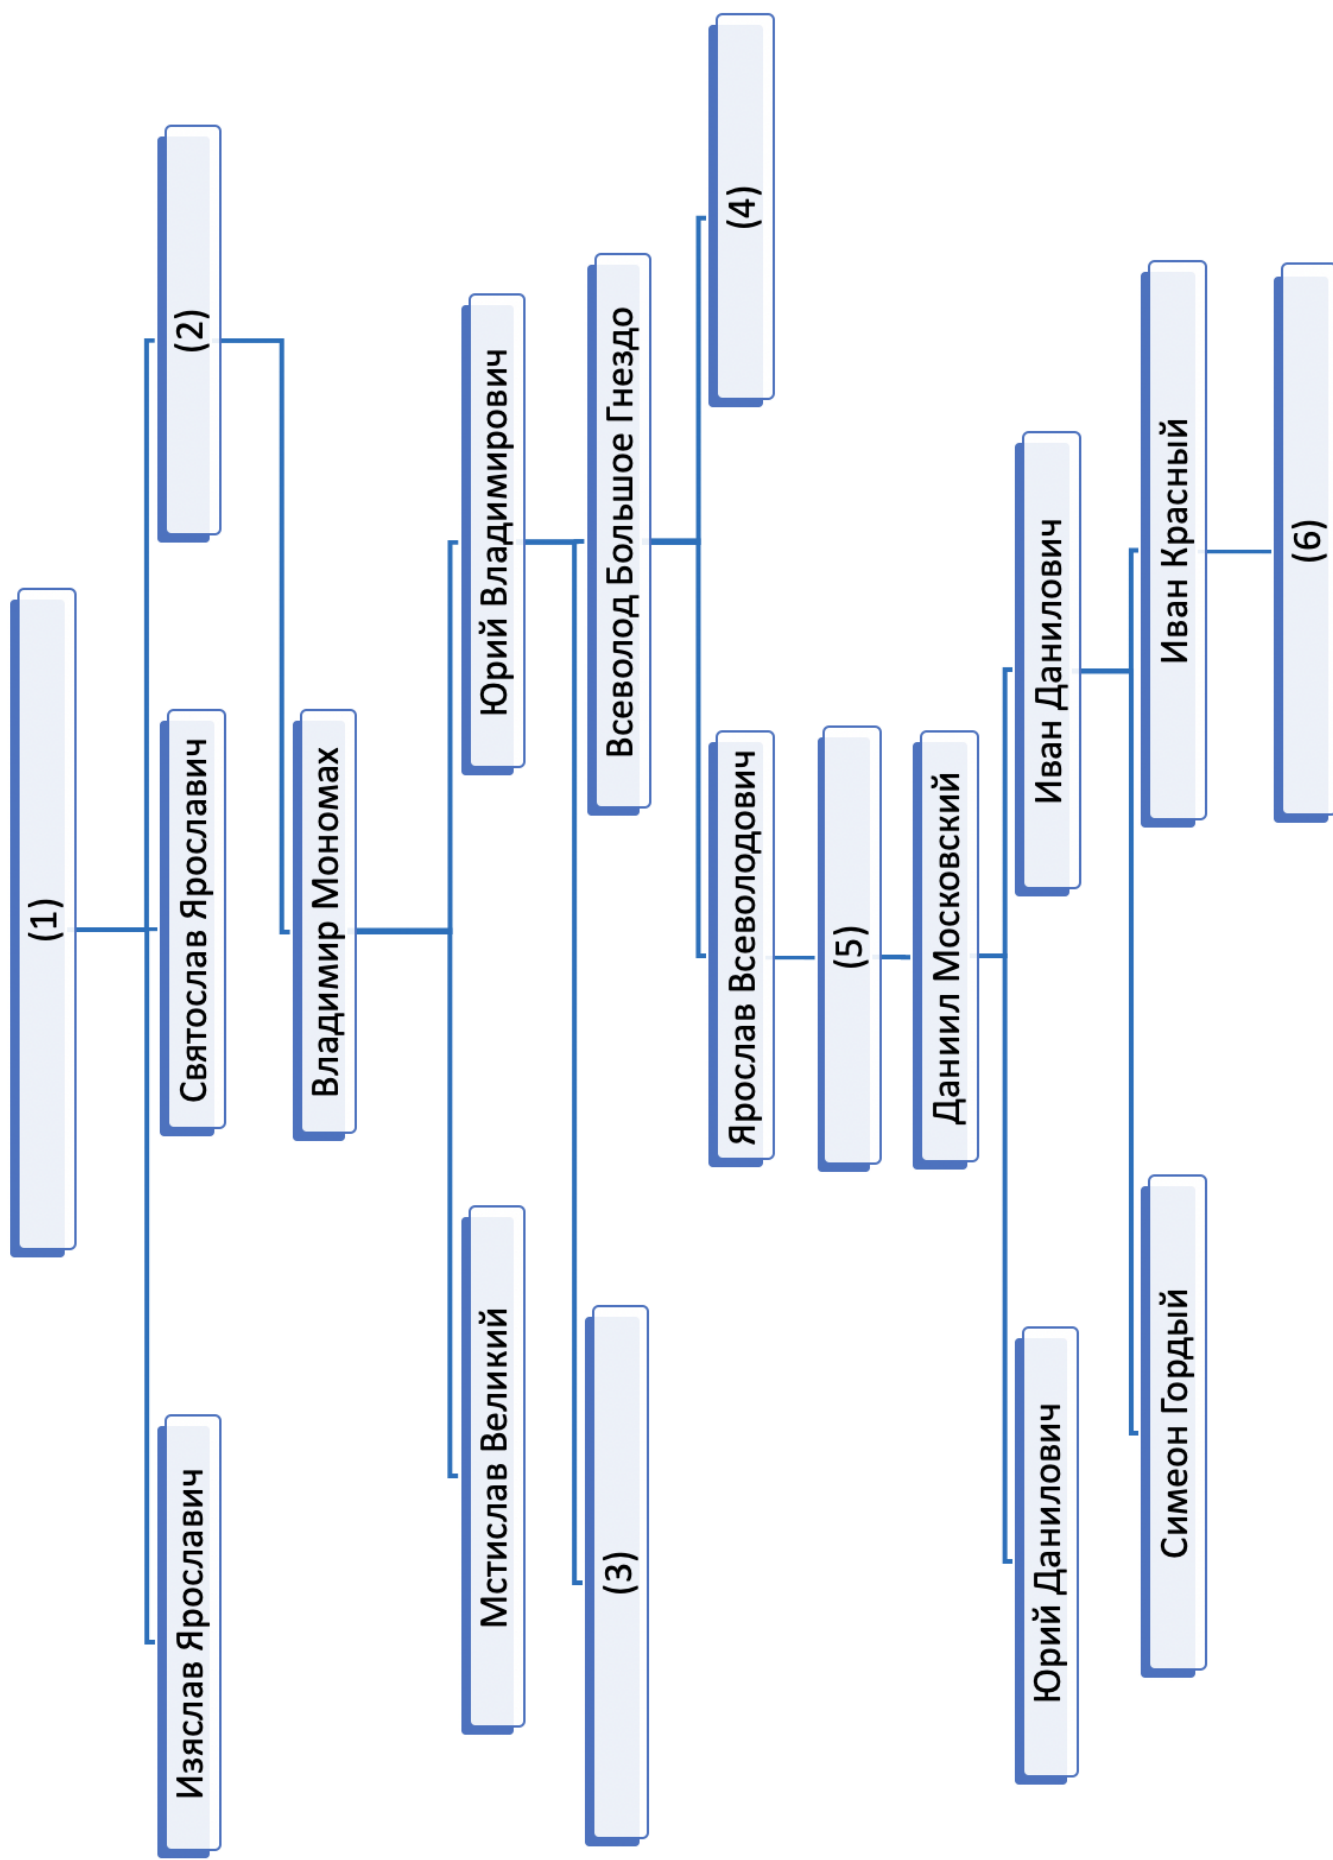 (1)
Изяслав Ярославич
Святослав Ярославич
(2)
Владимир Мономах
Мстислав Великий
Юрий Владимирович
(3)
Всеволод Большое Гнездо
Ярослав Всеволодович
(4)
(5)
Даниил Московский
Юрий Данилович
Иван Данилович
Симеон Гордый
Иван Красный
(6)